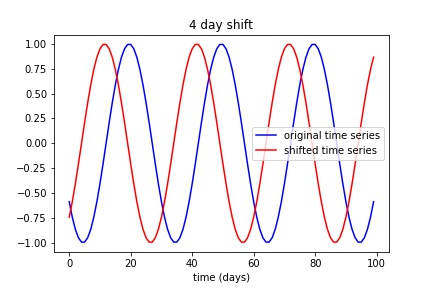 4 day shift
1.00
0.75
0.50
0.25
0.00
−0.25
−0.50
−0.75
−1.00
original time series
shifted time series
0 20 40 60 80 100
time (days)